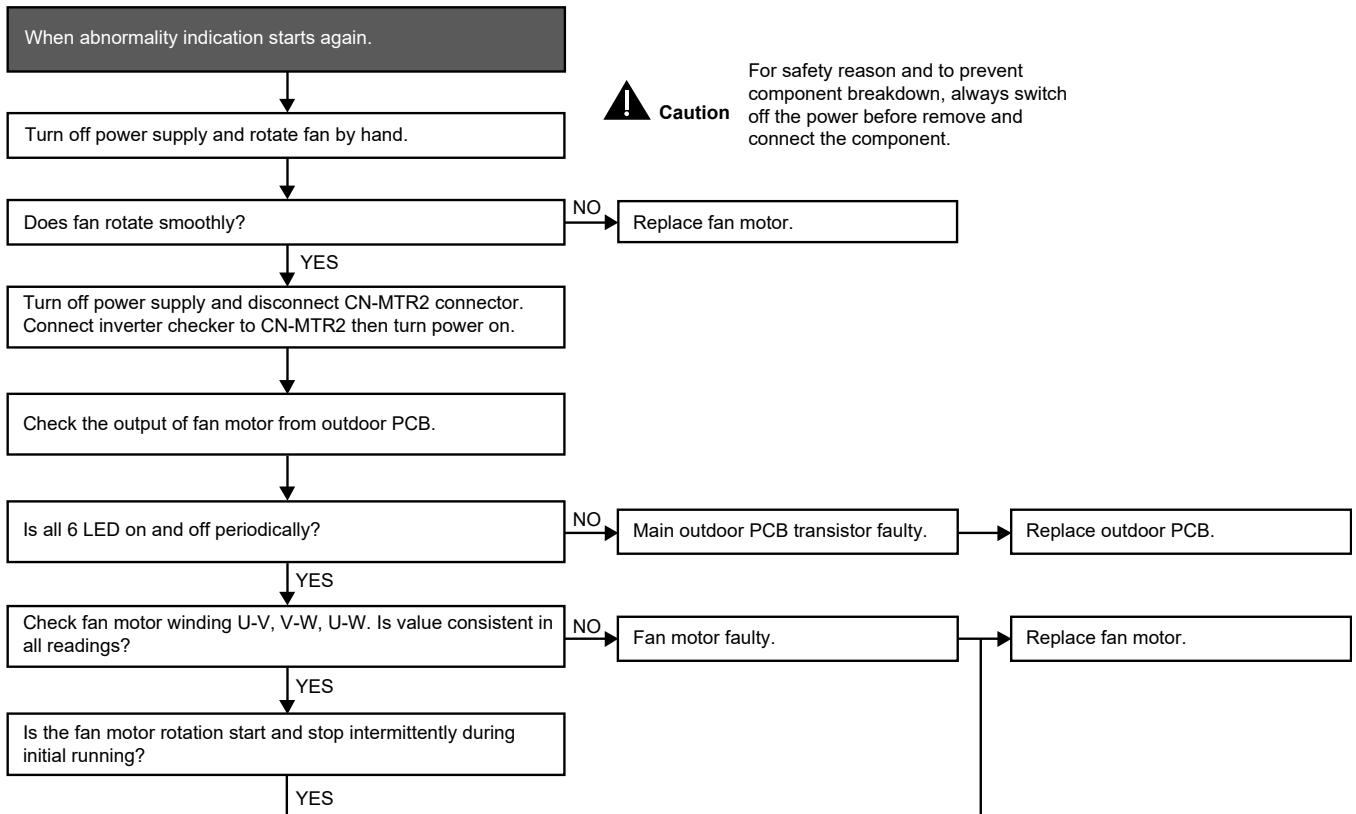 When abnormality indication starts again.
Caution
For safety reason and to prevent
component breakdown, always switch
off the power before remove and
connect the component.
Turn off power supply and rotate fan by hand.
Does fan rotate smoothly?
NO
Replace fan motor.
YES
Turn off power supply and disconnect CN-MTR2 connector.
Connect inverter checker to CN-MTR2 then turn power on.
Check the output of fan motor from outdoor PCB.
Is all 6 LED on and off periodically?
NO
Main outdoor PCB transistor faulty.
Replace outdoor PCB.
YES
Check fan motor winding U-V, V-W, U-W. Is value consistent in
all readings?
NO
Fan motor faulty.
Replace fan motor.
YES
Is the fan motor rotation start and stop intermittently during
initial running?
YES